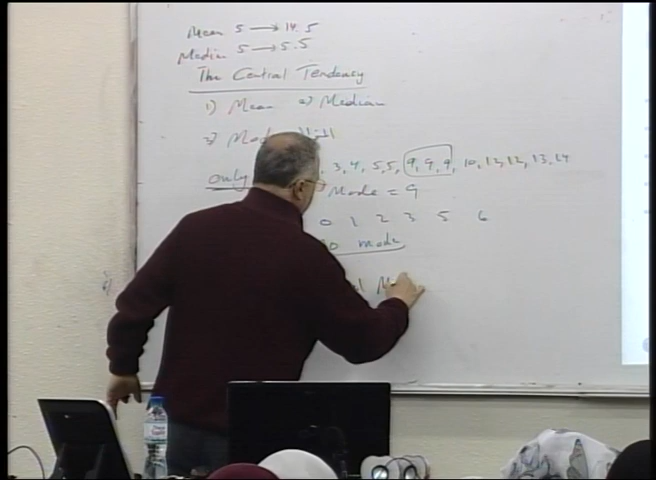 Mean 5 → 14.5
Median 5 → 5.5
The Central Tendency
1) Mean 2) Median
3) Mode المنوال
only , 3, 4, 5, 5, 9, 9, 9, 10, 12, 12, 13, 14
Mode = 9
0 1 2 3 5 6
no mode